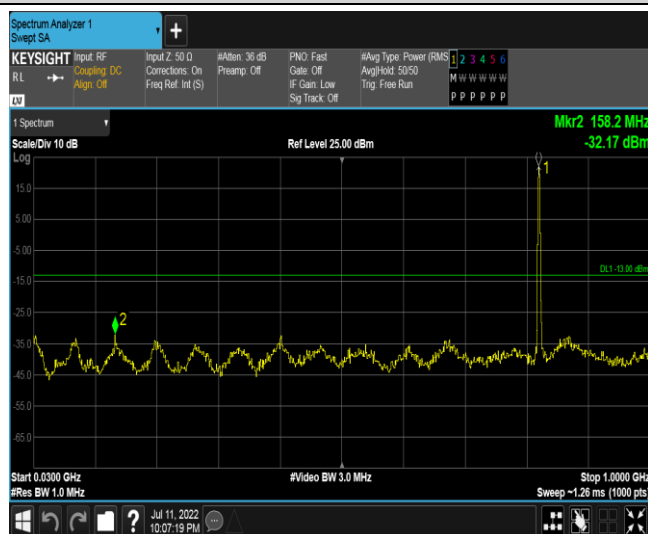 Spectrum Analyzer 1
Swept SA
+
KEYSIGHT
RL
LXI
Input: RF
Coupling: DC
Align: Off
Input Z: 50 Ω
Corrections: On
Freq Ref: Int (S)
#Atten: 36 dB
Preamp: Off
PNO: Fast
Gate: Off
IF Gain: Low
Sig Track: Off
#Avg Type: Power (RMS
Avg|Hold: 50/50
Trig: Free Run
1 2 3 4 5 6
M W W W W W
P P P P P P
1 Spectrum
Scale/Div 10 dB
Ref Level 25.00 dBm
Mkr2 158.2 MHz
-32.17 dBm
Log
15.0
5.00
-5.00
-15.0
-25.0
-35.0
-45.0
-55.0
-65.0
1
DL1 -13.00 dBm
2
Start 0.0300 GHz
#Video BW 3.0 MHz
Stop 1.0000 GHz
#Res BW 1.0 MHz
Sweep ~1.26 ms (1000 pts)
?
Jul 11, 2022
10:07:19 PM